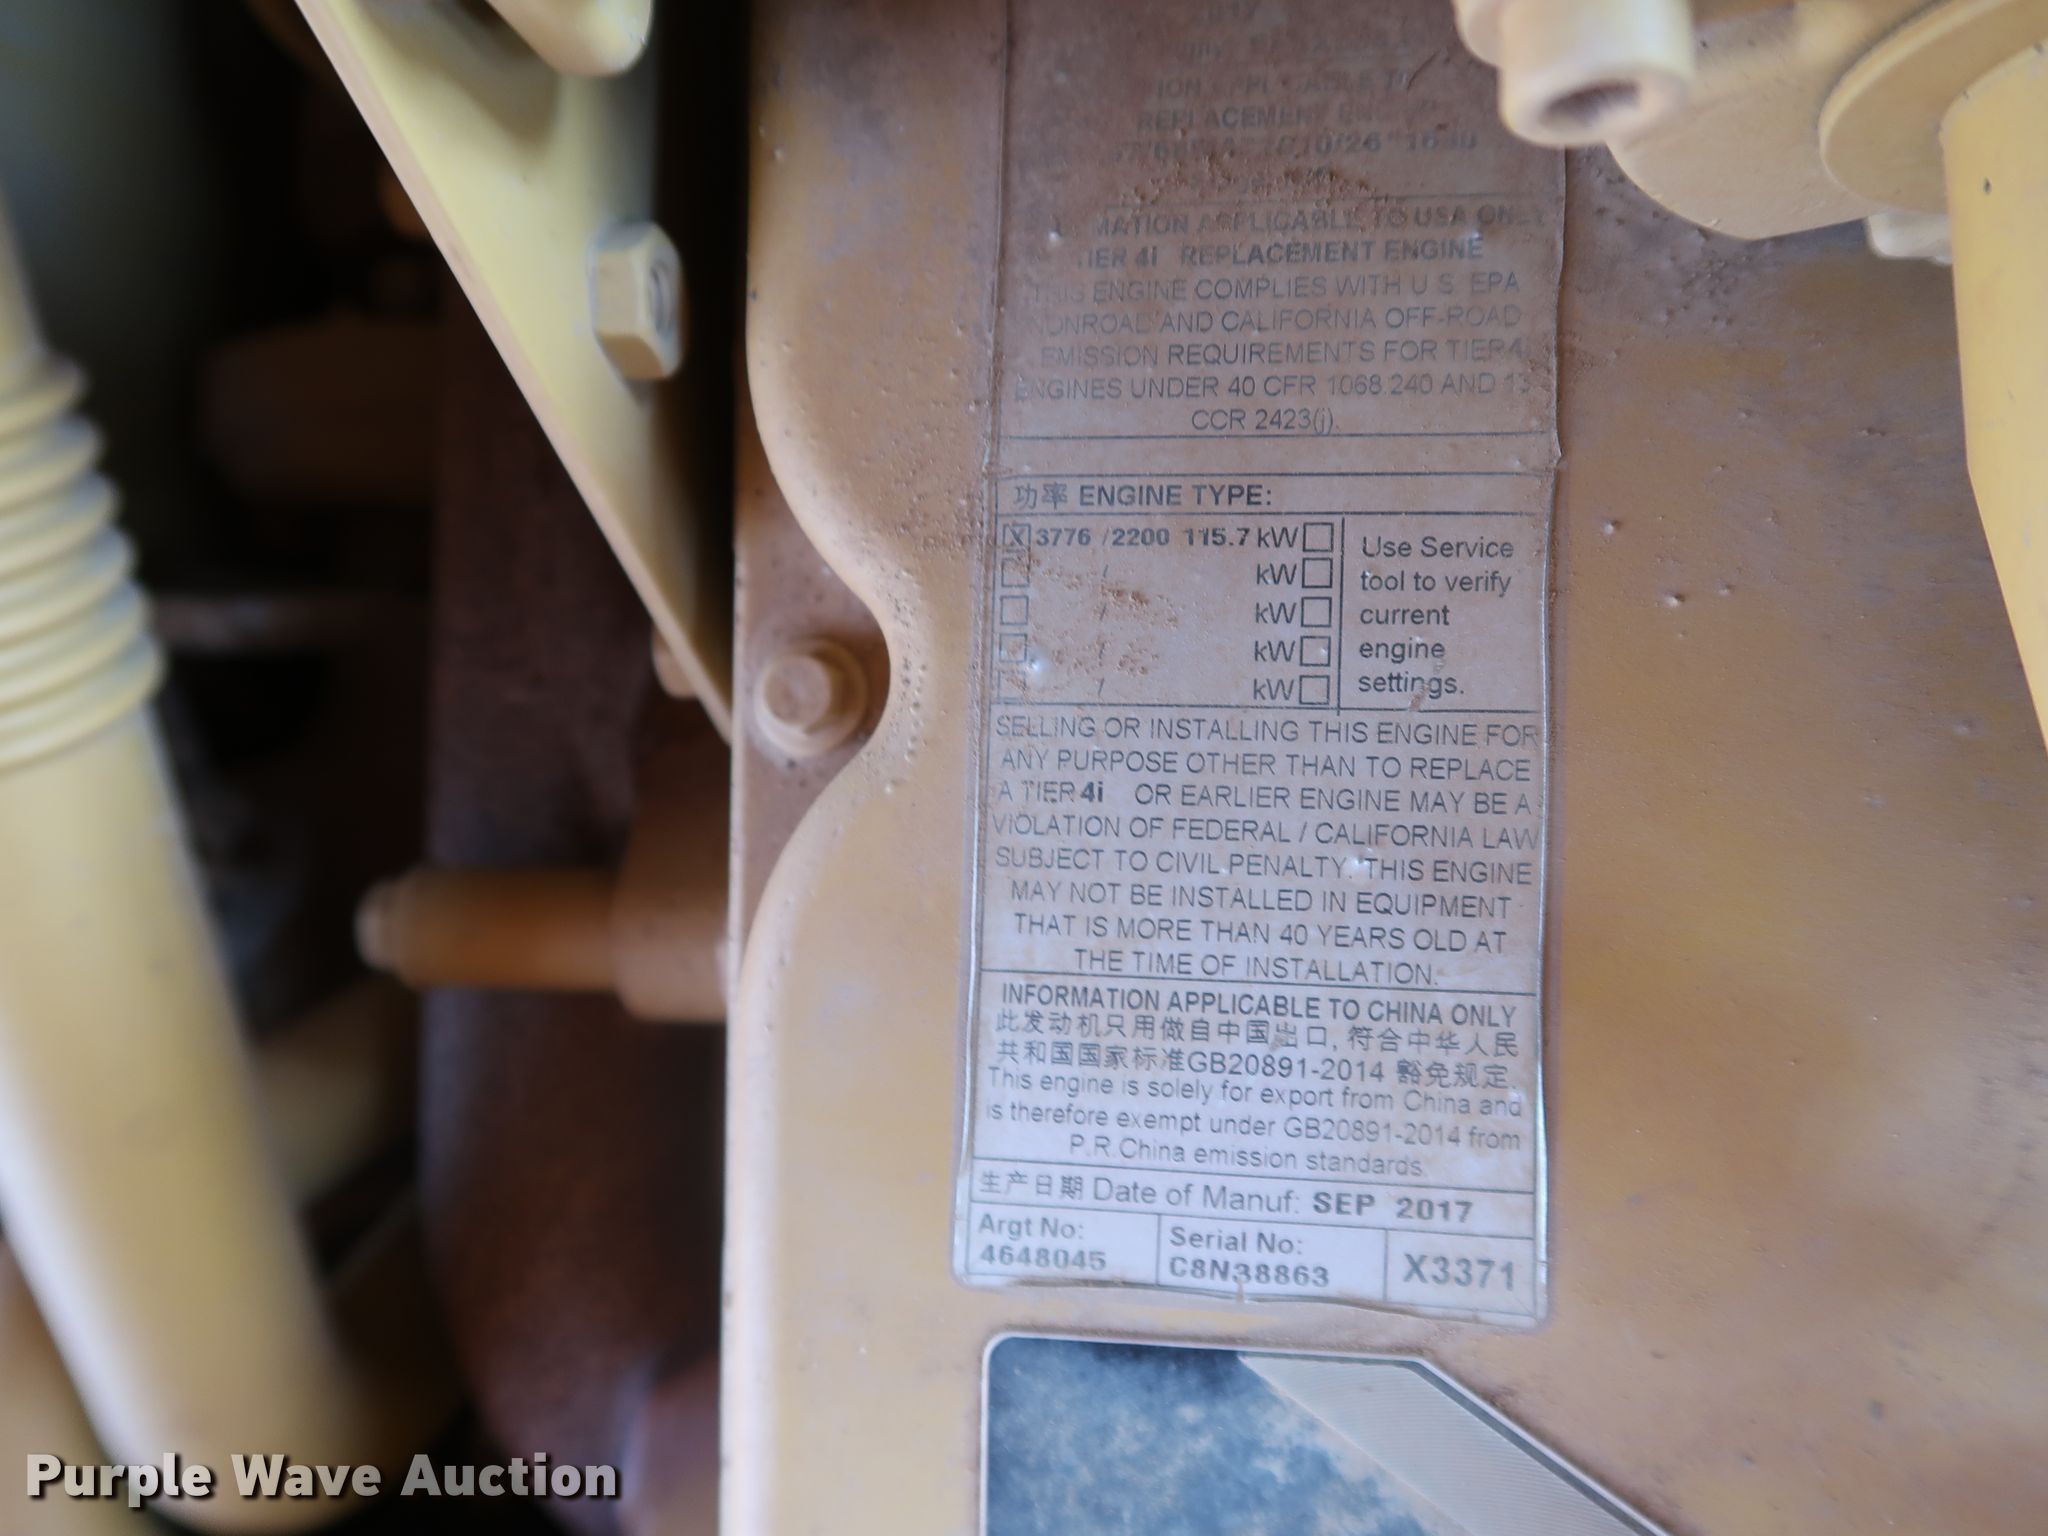 REPLACEMENT
MATION APPLICABLE TO USA ONLY
TIER 4i REPLACEMENT ENGINE
THIS ENGINE COMPLIES WITH U S EPA
NONROAD AND CALIFORNIA OFF-ROAD
EMISSION REQUIREMENTS FOR TIER4i
ENGINES UNDER 40 CFR 1068.240 AND 13
CCR 2423(j).
功率 ENGINE TYPE:
X 3776 / 2200 115.7 kW
/ kW
/ kW
/ kW
/ kW
Use Service
tool to verify
current
engine
settings.
SELLING OR INSTALLING THIS ENGINE FOR
ANY PURPOSE OTHER THAN TO REPLACE
A TIER 4i OR EARLIER ENGINE MAY BE A
VIOLATION OF FEDERAL / CALIFORNIA LAW
SUBJECT TO CIVIL PENALTY. THIS ENGINE
MAY NOT BE INSTALLED IN EQUIPMENT
THAT IS MORE THAN 40 YEARS OLD AT
THE TIME OF INSTALLATION.
INFORMATION APPLICABLE TO CHINA ONLY
此发动机只用做自中国出口, 符合中华人民
共和国国家标准GB20891-2014 豁免规定.
This engine is solely for export from China and
is therefore exempt under GB20891-2014 from
P.R.China emission standards.
生产日期 Date of Manuf: SEP 2017
Argt No:
4648045
Serial No:
C8N38863
X3371
Purple Wave Auction